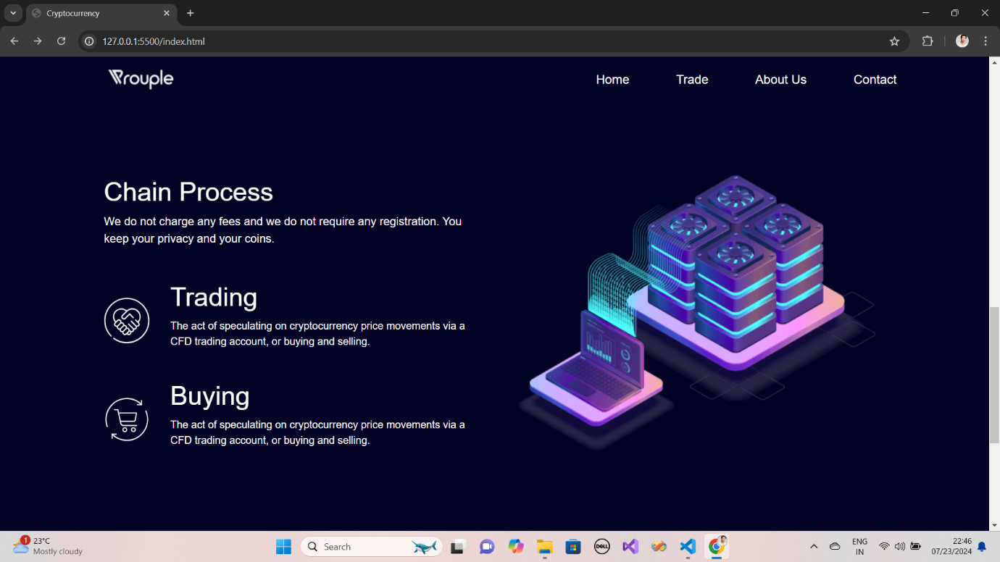 Cryptocurrency
127.0.0.1:5500/index.html
Wrouple
Home Trade About Us Contact
Chain Process
We do not charge any fees and we do not require any registration. You
keep your privacy and your coins.
Trading
The act of speculating on cryptocurrency price movements via a
CFD trading account, or buying and selling.
Buying
The act of speculating on cryptocurrency price movements via a
CFD trading account, or buying and selling.
1
23°C
Mostly cloudy
Search
DELL
ENG
IN
22:46
07/23/2024